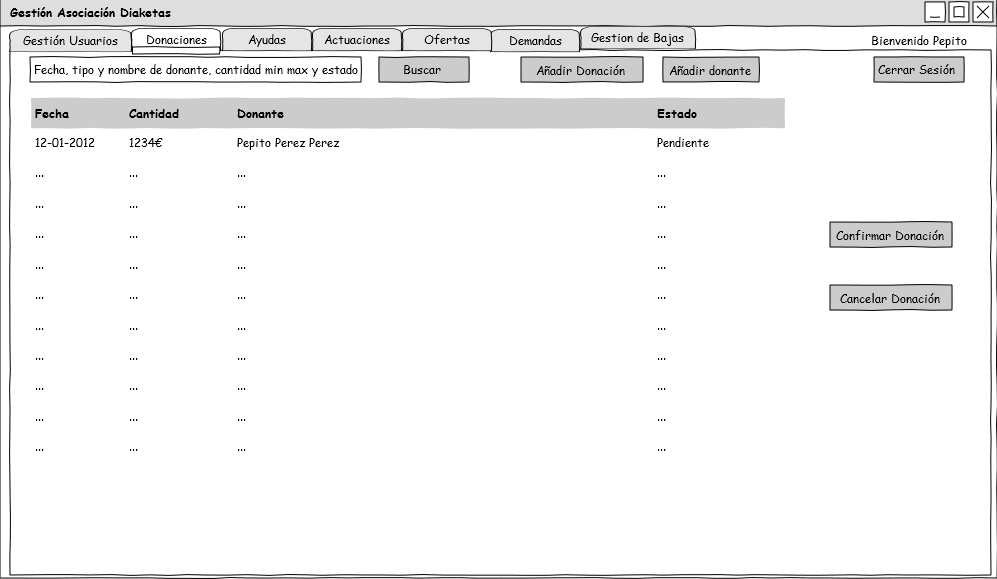 Gestión Asociación Diaketas
Gestión Usuarios Donaciones Ayudas Actuaciones Ofertas Demandas Gestion de Bajas Bienvenido Pepito
Fecha, tipo y nombre de donante, cantidad min max y estado Buscar Añadir Donación Añadir donante Cerrar Sesión
Fecha Cantidad Donante Estado
12-01-2012 1234€ Pepito Perez Perez Pendiente
... ... ... ...
... ... ... ...
... ... ... ... Confirmar Donación
... ... ... ...
... ... ... ... Cancelar Donación
... ... ... ...
... ... ... ...
... ... ... ...
... ... ... ...
... ... ... ...